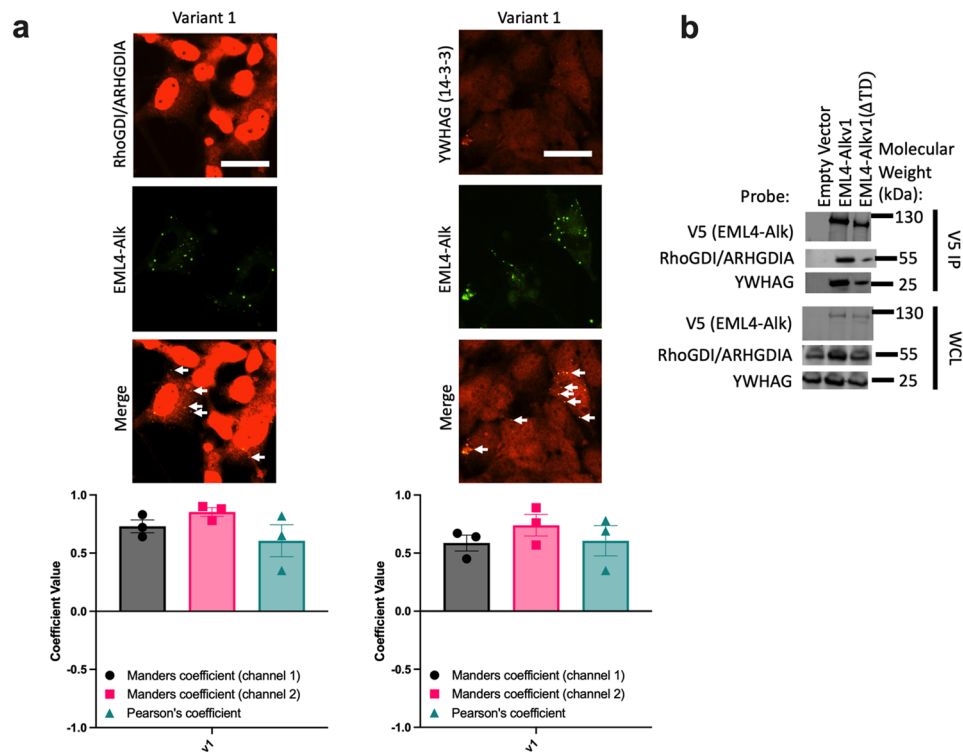 a
Variant 1
RhoGDI/ARHGDIA
EML4-Alk
Merge
1.0
0.5
0.0
-0.5
-1.0
Coefficient Value
Manders coefficient (channel 1)
Manders coefficient (channel 2)
Pearson's coefficient
v1
Variant 1
YWHAG (14-3-3)
EML4-Alk
Merge
1.0
0.5
0.0
-0.5
-1.0
Coefficient Value
Manders coefficient (channel 1)
Manders coefficient (channel 2)
Pearson's coefficient
v1
b
Probe:
Empty Vector
EML4-Alkv1
EML4-Alkv1(ΔTD)
Molecular
Weight
(kDa):
V5 (EML4-Alk)
130
RhoGDI/ARHGDIA
55
YWHAG
25
V5 IP
V5 (EML4-Alk)
130
RhoGDI/ARHGDIA
55
YWHAG
25
WCL